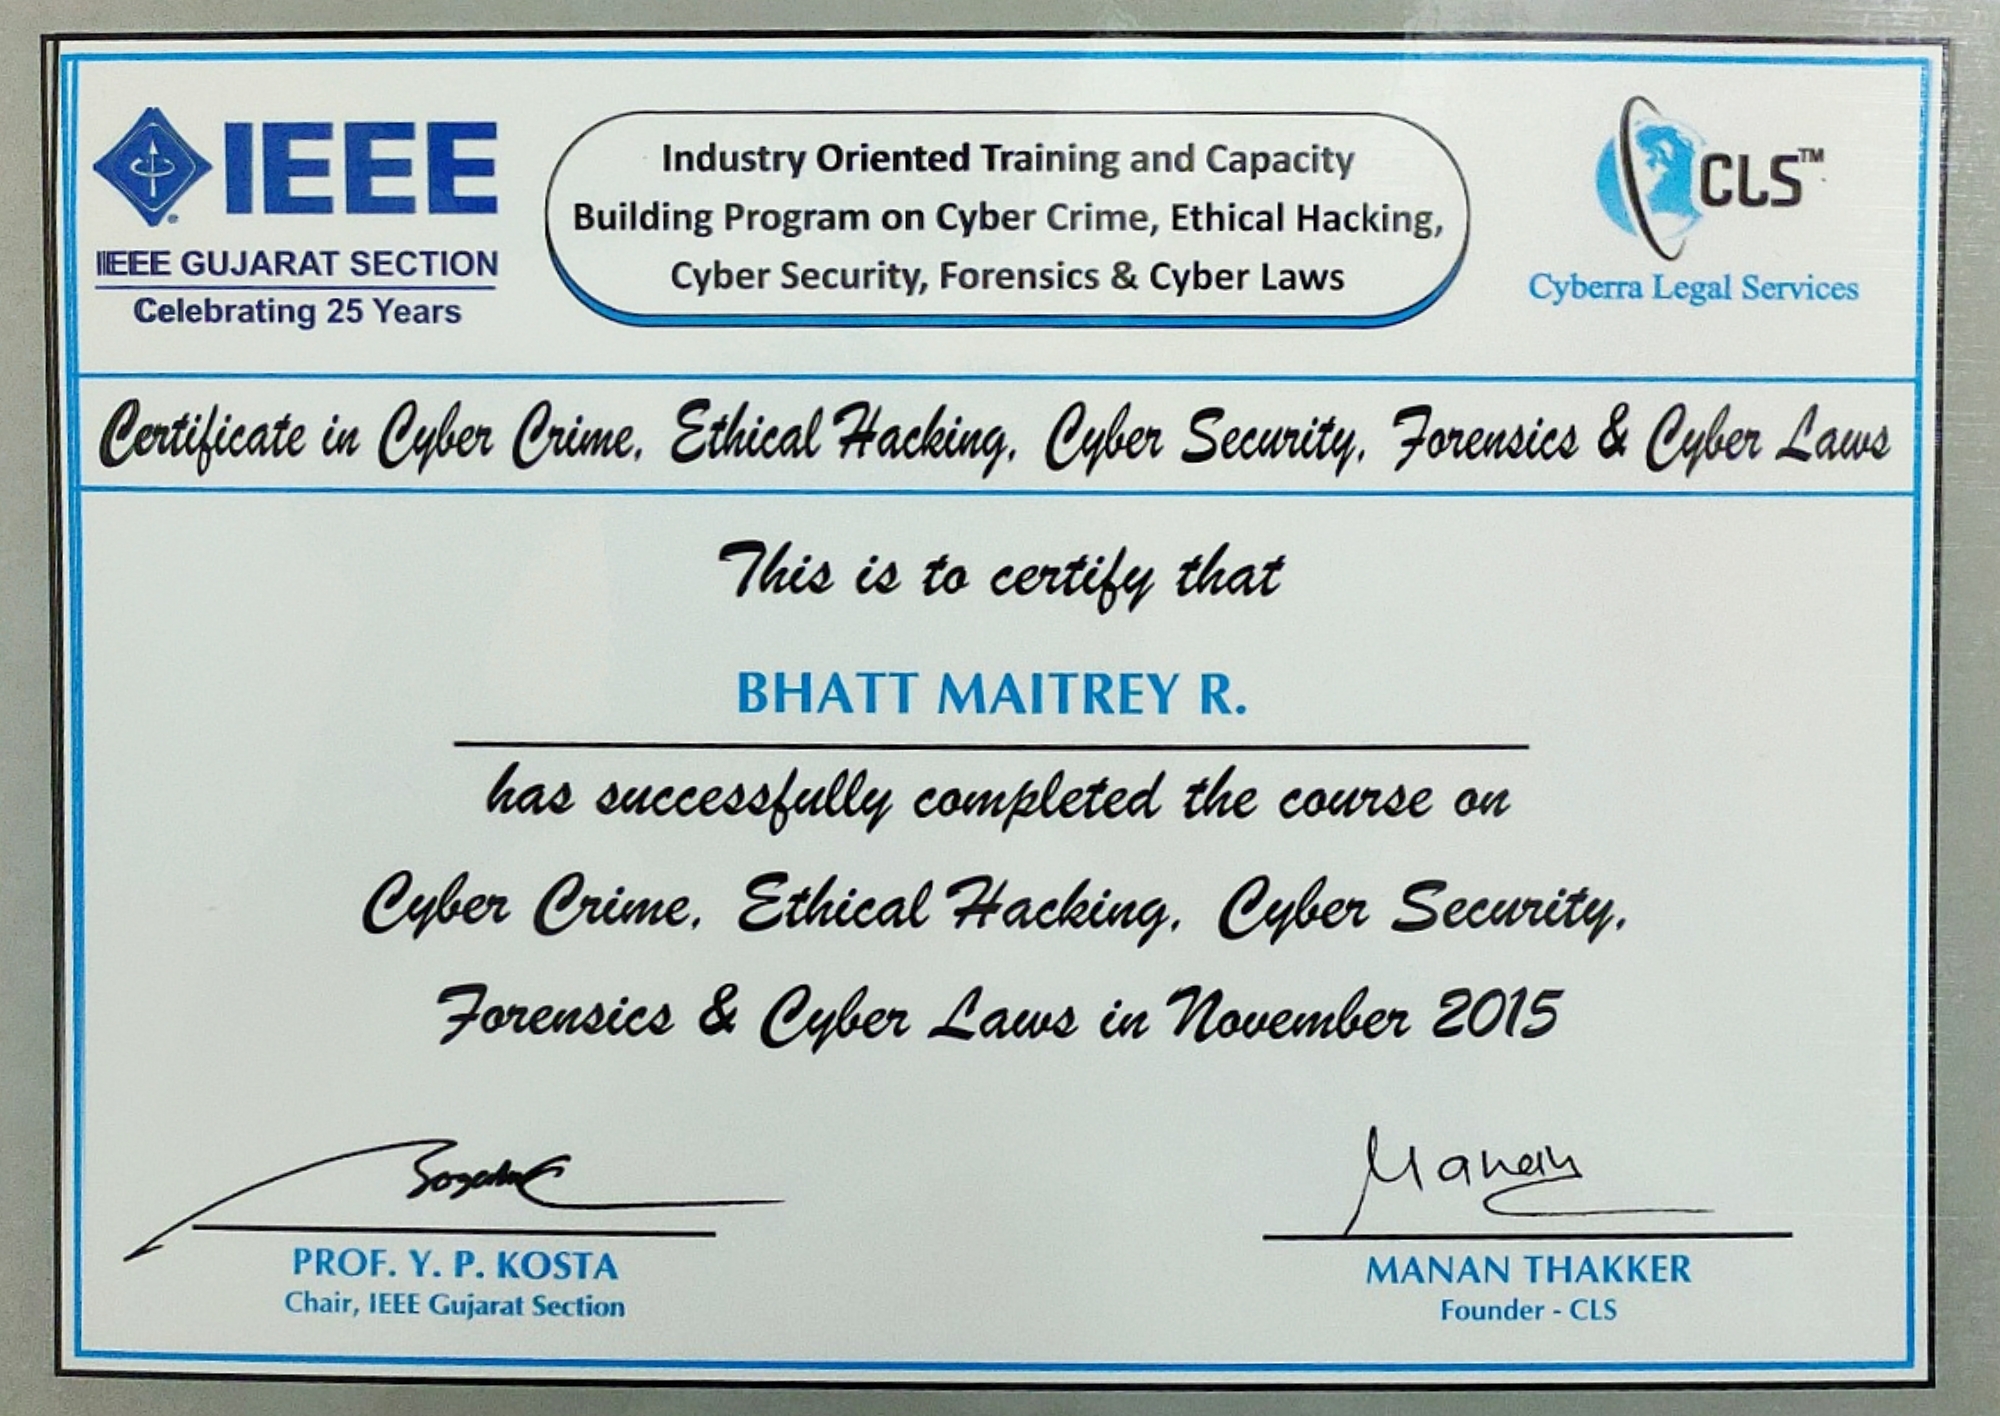 IEEE
IEEE GUJARAT SECTION
Celebrating 25 Years
Industry Oriented Training and Capacity
Building Program on Cyber Crime, Ethical Hacking,
Cyber Security, Forensics & Cyber Laws
CLS™
Cyberra Legal Services
Certificate in Cyber Crime, Ethical Hacking, Cyber Security, Forensics & Cyber Laws
This is to certify that
BHATT MAITREY R.
has successfully completed the course on
Cyber Crime, Ethical Hacking, Cyber Security,
Forensics & Cyber Laws in November 2015
Manan
PROF. Y. P. KOSTA
Chair, IEEE Gujarat Section
MANAN THAKKER
Founder - CLS